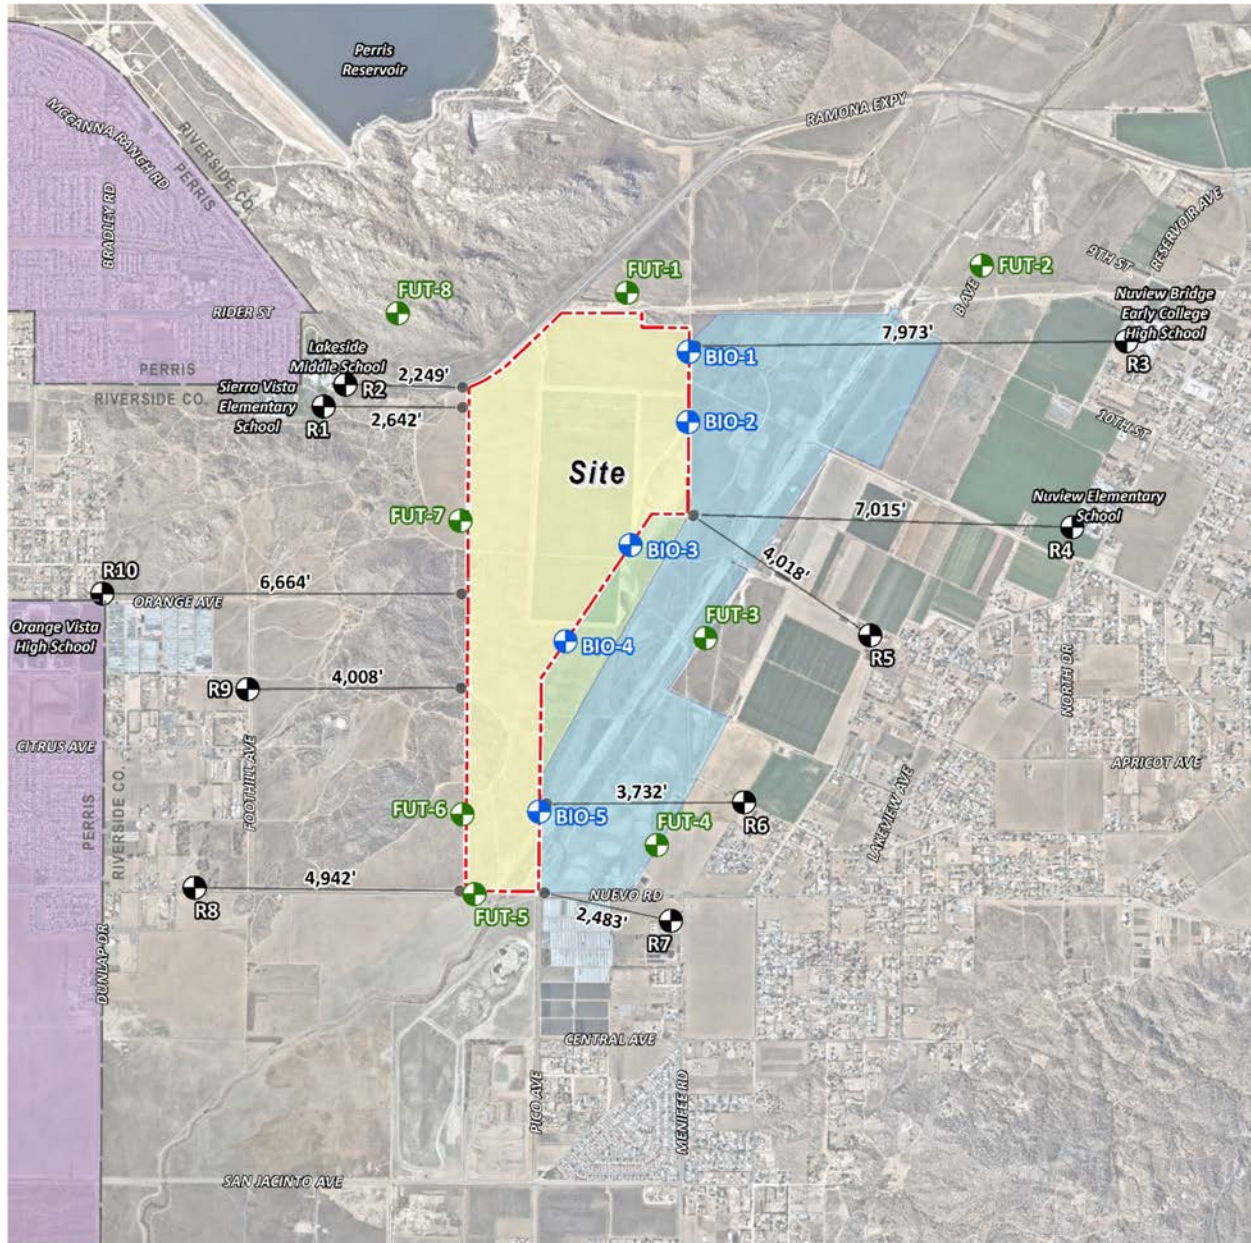 Perris
Reservoir
RAMONA EXPY
MCCANNA RANCH RD
RIVERSIDE CO.
PERRIS
BRADLEY RD
RESERVOIR AVE
9TH ST
FUT-1
FUT-2
B AVE
FUT-8
RIDER ST
Nuview Bridge
Early College
High School
7,973'
R3
BIO-1
Lakeside
Middle School
R2
2,249'
PERRIS
RIVERSIDE CO.
Sierra Vista
Elementary
School
R1
2,642'
BIO-2
10TH ST
Site
Nuview Elementary
School
7,015'
R4
FUT-7
BIO-3
4,018'
R10
6,664'
ORANGE AVE
Orange Vista
High School
FUT-3
BIO-4
R5
R9
4,008'
NORTH DR
CITRUS AVE
APRICOT AVE
FOOTHILL AVE
PERRIS
RIVERSIDE CO.
LAKEVIEW AVE
3,732'
R6
FUT-6
BIO-5
FUT-4
4,942'
R8
FUT-5
NUEVO RD
2,483'
R7
DUNLAP DR
CENTRAL AVE
PICO AVE
MENIFEE RD
SAN JACINTO AVE